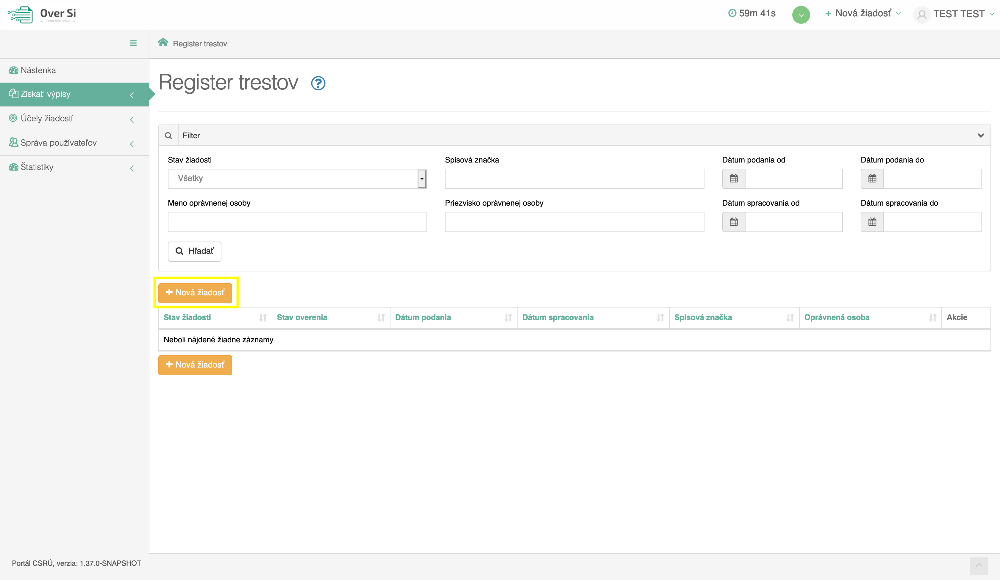 Over Si
Centrálne údaje
59m 41s
Nová žiadosť
TEST TEST
Register trestov
Nástenka
Získať výpisy
Účely žiadostí
Správa používateľov
Štatistiky
Register trestov
Filter
Stav žiadosti
Spisová značka
Dátum podania od
Dátum podania do
Všetky
Meno oprávnenej osoby
Priezvisko oprávnenej osoby
Dátum spracovania od
Dátum spracovania do
Hľadať
Nová žiadosť
Stav žiadosti
Stav overenia
Dátum podania
Dátum spracovania
Spisová značka
Oprávnená osoba
Akcie
Neboli nájdené žiadne záznamy
Nová žiadosť
Portál CSRÚ, verzia: 1.37.0-SNAPSHOT